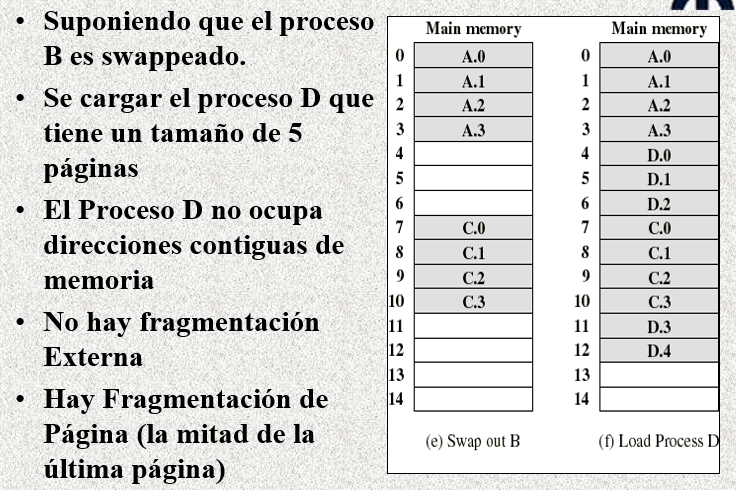 • Suponiendo que el proceso
B es swappeado.
• Se cargar el proceso D que
tiene un tamaño de 5
páginas
• El Proceso D no ocupa
direcciones contiguas de
memoria
• No hay fragmentación
Externa
• Hay Fragmentación de
Página (la mitad de la
última página)
Main memory
0 A.0
1 A.1
2 A.2
3 A.3
4
5
6
7 C.0
8 C.1
9 C.2
10 C.3
11
12
13
14
(e) Swap out B
Main memory
0 A.0
1 A.1
2 A.2
3 A.3
4 D.0
5 D.1
6 D.2
7 C.0
8 C.1
9 C.2
10 C.3
11 D.3
12 D.4
13
14
(f) Load Process D